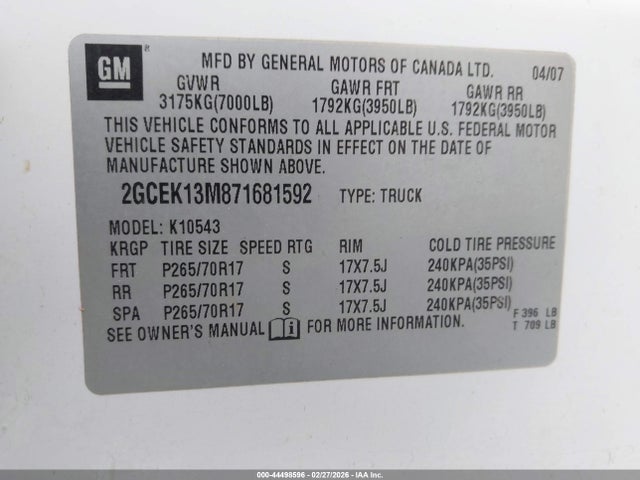 GM ®
MFD BY GENERAL MOTORS OF CANADA LTD. 04/07
GVWR GAWR FRT GAWR RR
3175KG(7000LB) 1792KG(3950LB) 1792KG(3950LB)
THIS VEHICLE CONFORMS TO ALL APPLICABLE U.S. FEDERAL MOTOR
VEHICLE SAFETY STANDARDS IN EFFECT ON THE DATE OF
MANUFACTURE SHOWN ABOVE.
2GCEK13M871681592 TYPE: TRUCK
MODEL: K10543
KRGP TIRE SIZE SPEED RTG RIM COLD TIRE PRESSURE
FRT P265/70R17 S 17X7.5J 240KPA(35PSI)
RR P265/70R17 S 17X7.5J 240KPA(35PSI)
SPA P265/70R17 S 17X7.5J 240KPA(35PSI) F 396 LB
SEE OWNER'S MANUAL FOR MORE INFORMATION. T 709 LB
000-44498596 - 02/27/2026 - IAAI.COM